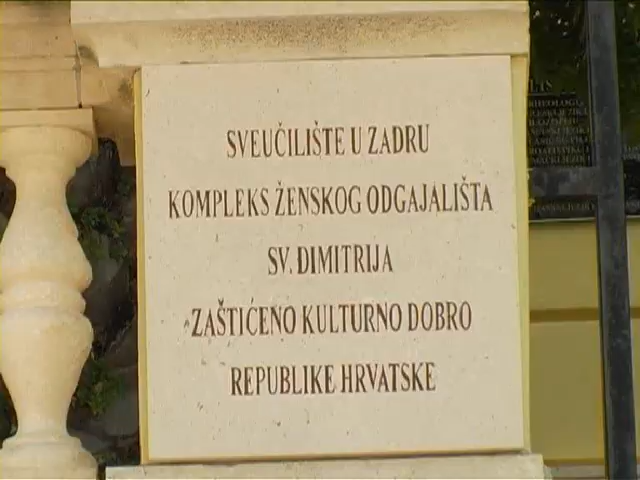 SVEUČILIŠTE U ZADRU
KOMPLEKS ŽENSKOG ODGAJALIŠTA
SV. DIMITRIJA
ZAŠTIĆENO KULTURNO DOBRO
REPUBLIKE HRVATSKE